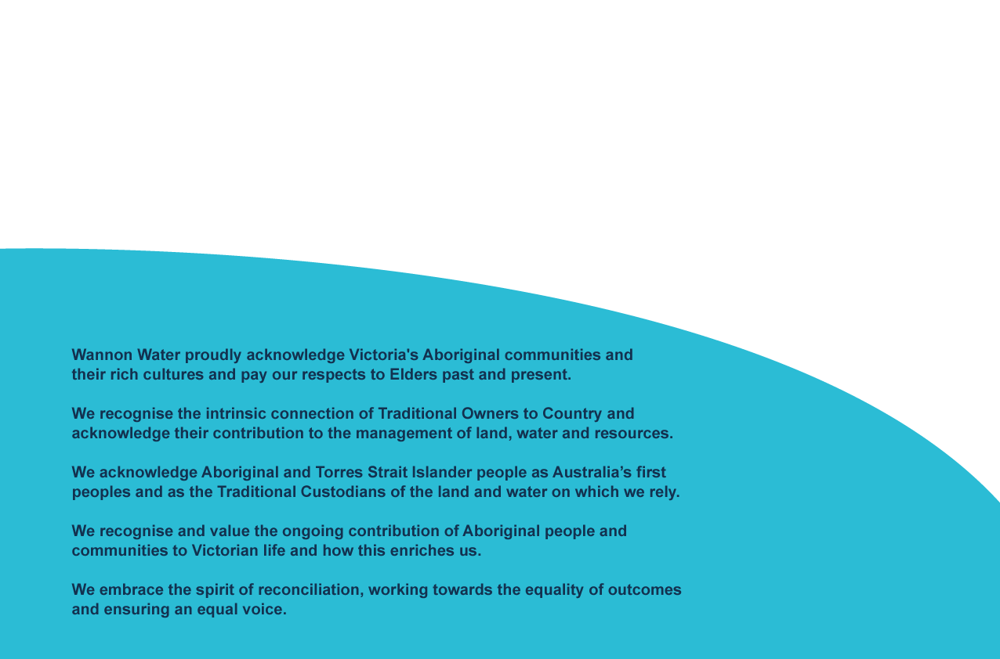 Wannon Water proudly acknowledge Victoria's Aboriginal communities and
their rich cultures and pay our respects to Elders past and present.
We recognise the intrinsic connection of Traditional Owners to Country and
acknowledge their contribution to the management of land, water and resources.
We acknowledge Aboriginal and Torres Strait Islander people as Australia’s first
peoples and as the Traditional Custodians of the land and water on which we rely.
We recognise and value the ongoing contribution of Aboriginal people and
communities to Victorian life and how this enriches us.
We embrace the spirit of reconciliation, working towards the equality of outcomes
and ensuring an equal voice.